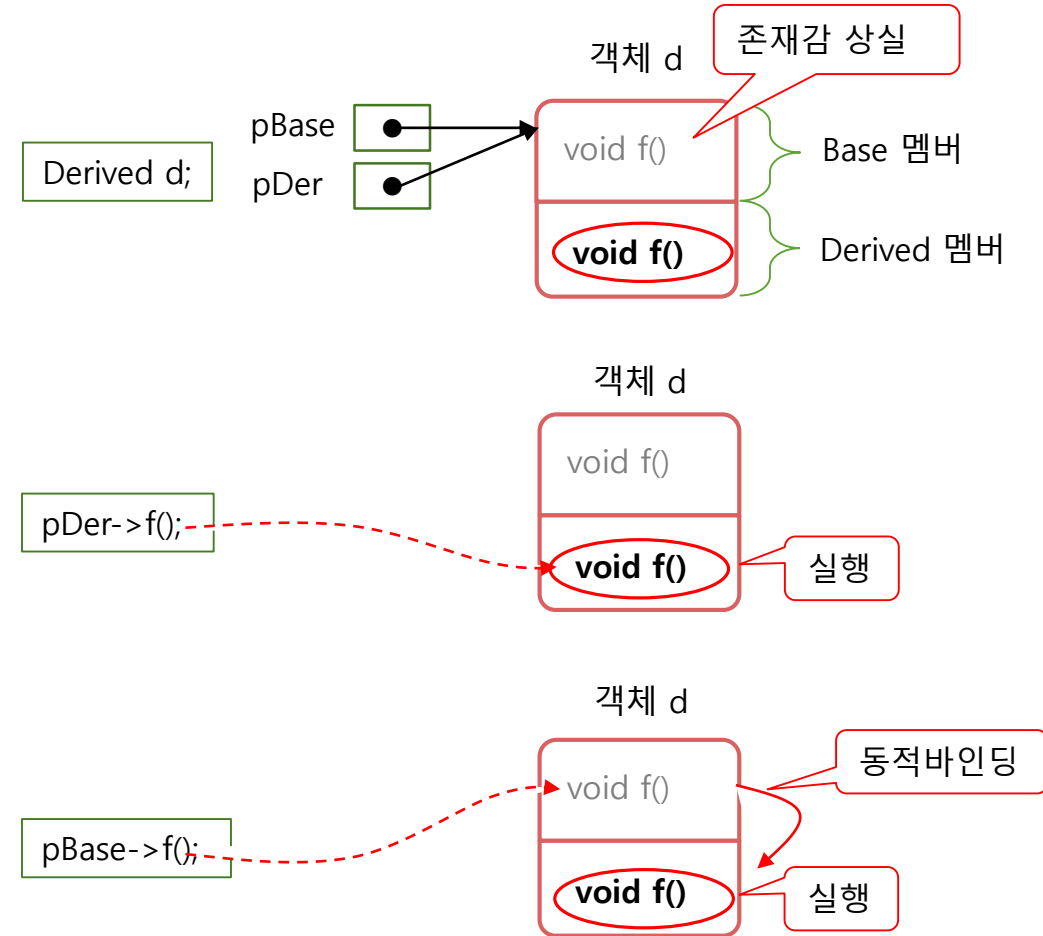 존재감 상실
객체 d
pBase
void f()
Base 멤버
Derived d;
pDer
void f()
Derived 멤버
객체 d
void f()
pDer->f();
void f()
실행
객체 d
동적바인딩
void f()
pBase->f();
void f()
실행